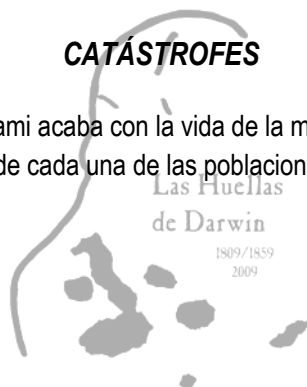 CATÁSTROFES
ami acaba con la vida de la m
de cada una de las poblacion
Las Huellas
de Darwin
1809/1859
2009